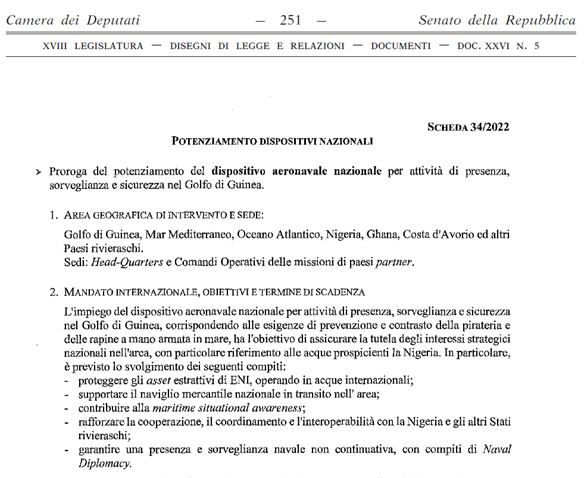 Camera dei Deputati — 251 — Senato della Repubblica
XVIII LEGISLATURA — DISEGNI DI LEGGE E RELAZIONI — DOCUMENTI — DOC. XXVI N. 5
SCHEDA 34/2022
POTENZIAMENTO DISPOSITIVI NAZIONALI
➤ Proroga del potenziamento del dispositivo aeronavale nazionale per attività di presenza,
sorveglianza e sicurezza nel Golfo di Guinea.
1. AREA GEOGRAFICA DI INTERVENTO E SEDE:
Golfo di Guinea, Mar Mediterraneo, Oceano Atlantico, Nigeria, Ghana, Costa d'Avorio ed altri
Paesi rivieraschi.
Sedi: Head-Quarters e Comandi Operativi delle missioni di paesi partner.
2. MANDATO INTERNAZIONALE, OBIETTIVI E TERMINE DI SCADENZA
L'impiego del dispositivo aeronavale nazionale per attività di presenza, sorveglianza e sicurezza
nel Golfo di Guinea, corrispondendo alle esigenze di prevenzione e contrasto della pirateria e
delle rapine a mano armata in mare, ha l'obiettivo di assicurare la tutela degli interessi strategici
nazionali nell'area, con particolare riferimento alle acque prospicienti la Nigeria. In particolare,
è previsto lo svolgimento dei seguenti compiti:
- proteggere gli asset estrattivi di ENI, operando in acque internazionali;
- supportare il naviglio mercantile nazionale in transito nell' area;
- contribuire alla maritime situational awareness;
- rafforzare la cooperazione, il coordinamento e l'interoperabilità con la Nigeria e gli altri Stati
rivieraschi;
- garantire una presenza e sorveglianza navale non continuativa, con compiti di Naval
Diplomacy.